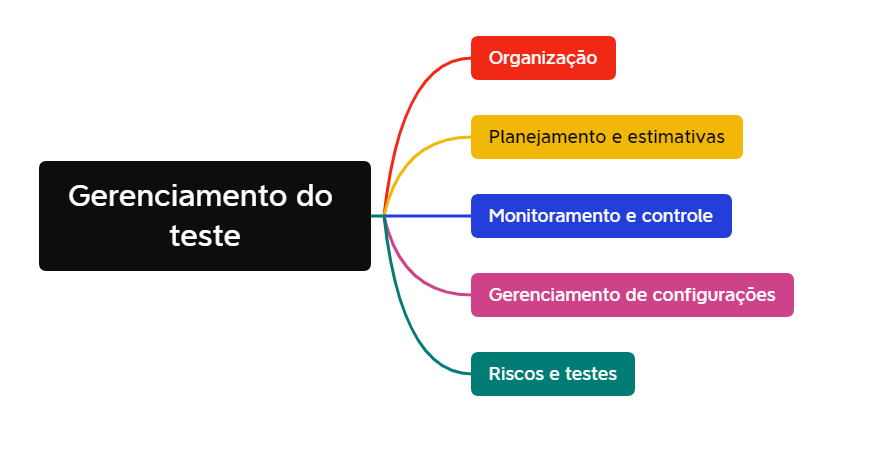 Gerenciamento do
teste
Organização
Planejamento e estimativas
Monitoramento e controle
Gerenciamento de configurações
Riscos e testes